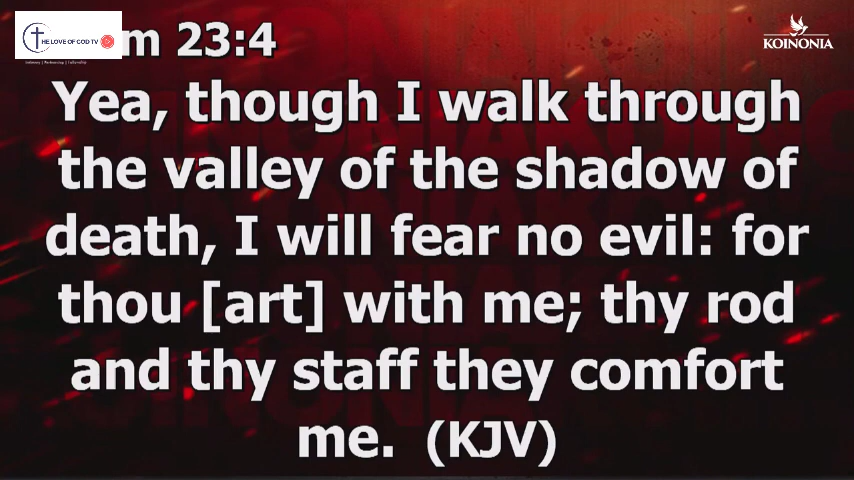 THE LOVE OF GOD TV
m 23:4
KOINONIA
Yea, though I walk through
the valley of the shadow of
death, I will fear no evil: for
thou [art] with me; thy rod
and thy staff they comfort
me. (KJV)